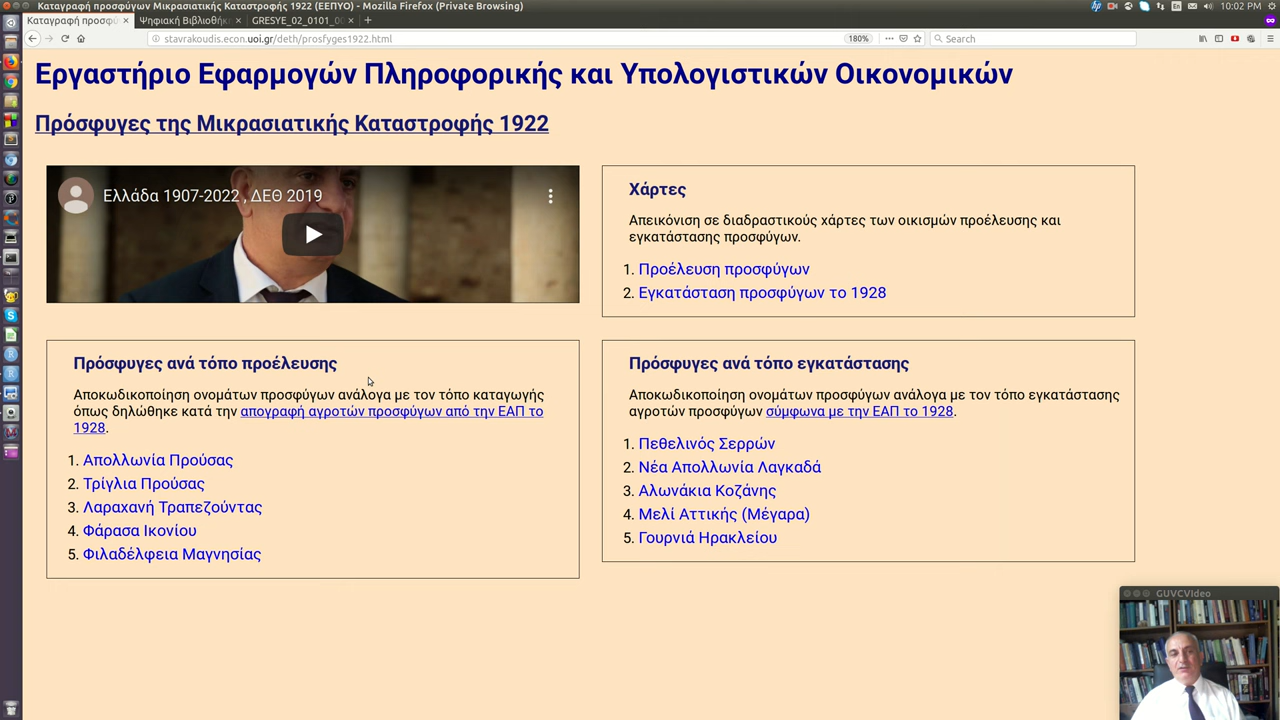 Καταγραφή προσφύγων Μικρασιατικής Καταστροφής 1922 (ΕΕΠΥΟ) - Mozilla Firefox (Private Browsing)
En
10:02 PM
Καταγραφή προσφύ
Ψηφιακή Βιβλιοθήκ
GRESYE_02_0101_00
stavrakoudis.econ.uoi.gr/deth/prosfyges1922.html
180%
Search
Εργαστήριο Εφαρμογών Πληροφορικής και Υπολογιστικών Οικονομικών
Πρόσφυγες της Μικρασιατικής Καταστροφής 1922
Ελλάδα 1907-2022 , ΔΕΘ 2019
Χάρτες
Απεικόνιση σε διαδραστικούς χάρτες των οικισμών προέλευσης και
εγκατάστασης προσφύγων.
1. Προέλευση προσφύγων
2. Εγκατάσταση προσφύγων το 1928
Πρόσφυγες ανά τόπο προέλευσης
Αποκωδικοποίηση ονομάτων προσφύγων ανάλογα με τον τόπο καταγωγής
όπως δηλώθηκε κατά την απογραφή αγροτών προσφύγων από την ΕΑΠ το
1928.
1. Απολλωνία Προύσας
2. Τρίγλια Προύσας
3. Λαραχανή Τραπεζούντας
4. Φάρασα Ικονίου
5. Φιλαδέλφεια Μαγνησίας
Πρόσφυγες ανά τόπο εγκατάστασης
Αποκωδικοποίηση ονομάτων προσφύγων ανάλογα με τον τόπο εγκατάστασης
αγροτών προσφύγων σύμφωνα με την ΕΑΠ το 1928.
1. Πεθελινός Σερρών
2. Νέα Απολλωνία Λαγκαδά
3. Αλωνάκια Κοζάνης
4. Μελί Αττικής (Μέγαρα)
5. Γουρνιά Ηρακλείου
GUVCVideo